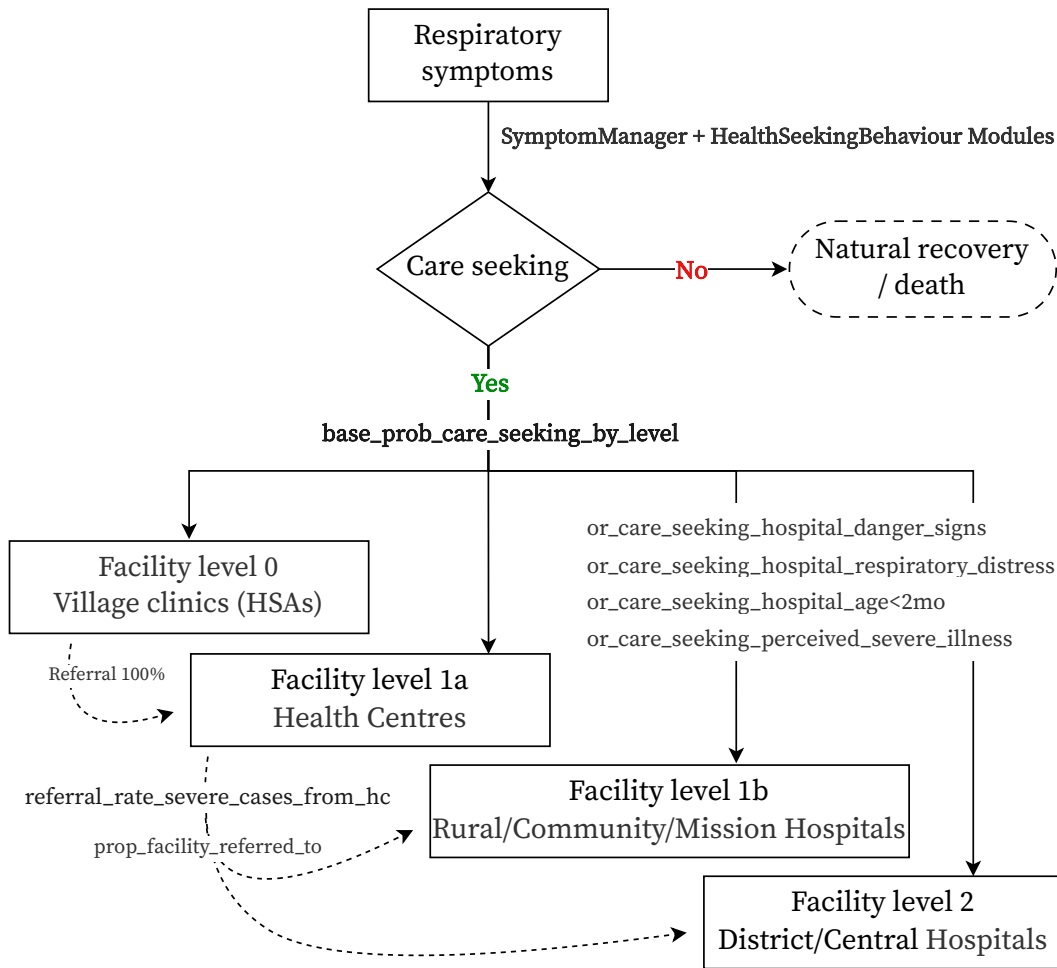 Respiratory
symptoms
SymptomManager + HealthSeekingBehaviour Modules
Care seeking
No
Natural recovery
/ death
Yes
base_prob_care_seeking_by_level
or_care_seeking_hospital_danger_signs
or_care_seeking_hospital_respiratory_distress
or_care_seeking_hospital_age<2mo
or_care_seeking_perceived_severe_illness
Facility level 0
Village clinics (HSAs)
Referral 100%
Facility level 1a
Health Centres
referral_rate_severe_cases_from_hc
prop_facility_referred_to
Facility level 1b
Rural/Community/Mission Hospitals
Facility level 2
District/Central Hospitals